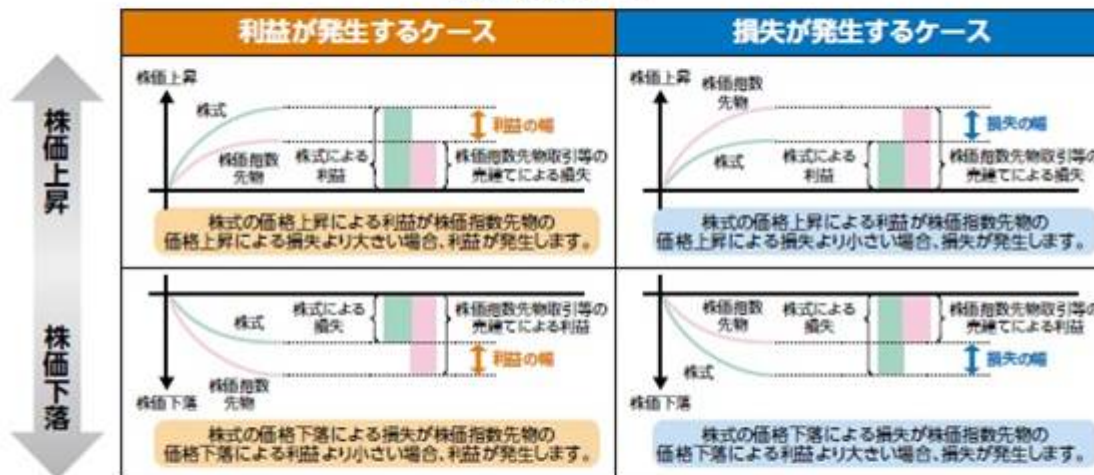 利益が発生するケース
損失が発生するケース
株価上昇
株価下落
株価上昇
株式
株価指数
先物
株式による
利益
利益の幅
株価指数先物取引等の
売建てによる損失
株式の価格上昇による利益が株価指数先物の
価格上昇による損失より大きい場合、利益が発生します。
株価上昇
株価指数
先物
株式
株式による
利益
損失の幅
株価指数先物取引等の
売建てによる損失
株式の価格上昇による利益が株価指数先物の
価格上昇による損失より小さい場合、損失が発生します。
株式
株価指数
先物
株価下落
株式による
損失
株価指数先物取引等の
売建てによる利益
利益の幅
株式の価格下落による損失が株価指数先物の
価格下落による利益より小さい場合、利益が発生します。
株価指数
先物
株式
株価下落
株式による
損失
株価指数先物取引等の
売建てによる利益
損失の幅
株式の価格下落による損失が株価指数先物の
価格下落による利益より大きい場合、損失が発生します。